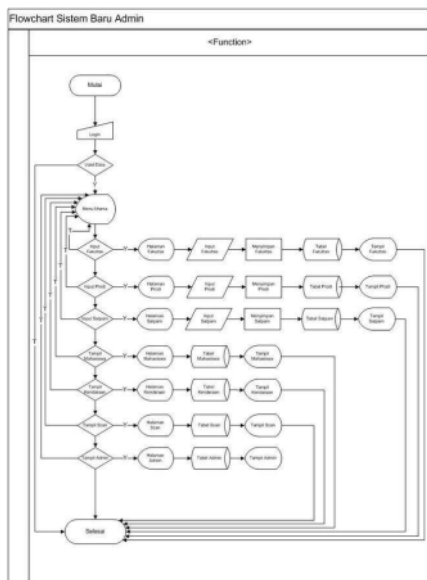 Flowchart Sistem Baru Admin
<Function>
Mulai
Login
Valid Data
Y
Menu Utama
Input Fakultas
Y
Halaman Fakultas
Input Fakultas
Menyimpan Fakultas
Tabel Fakultas
Tampil Fakultas
Input Prodi
Y
Halaman Prodi
Input Prodi
Menyimpan Prodi
Tabel Prodi
Tampil Prodi
Input Satpam
Y
Halaman Satpam
Input Satpam
Menyimpan Satpam
Tabel Satpam
Tampil Satpam
Tampil Mahasiswa
Y
Halaman Mahasiswa
Tabel Mahasiswa
Tampil Mahasiswa
Tampil Kendaraan
Y
Halaman Kendaraan
Tabel Kendaraan
Tampil Kendaraan
Tampil Scan
Y
Halaman Scan
Tabel Scan
Tampil Scan
Tampil Admin
Y
Halaman Admin
Tabel Admin
Tampil Admin
Selesai